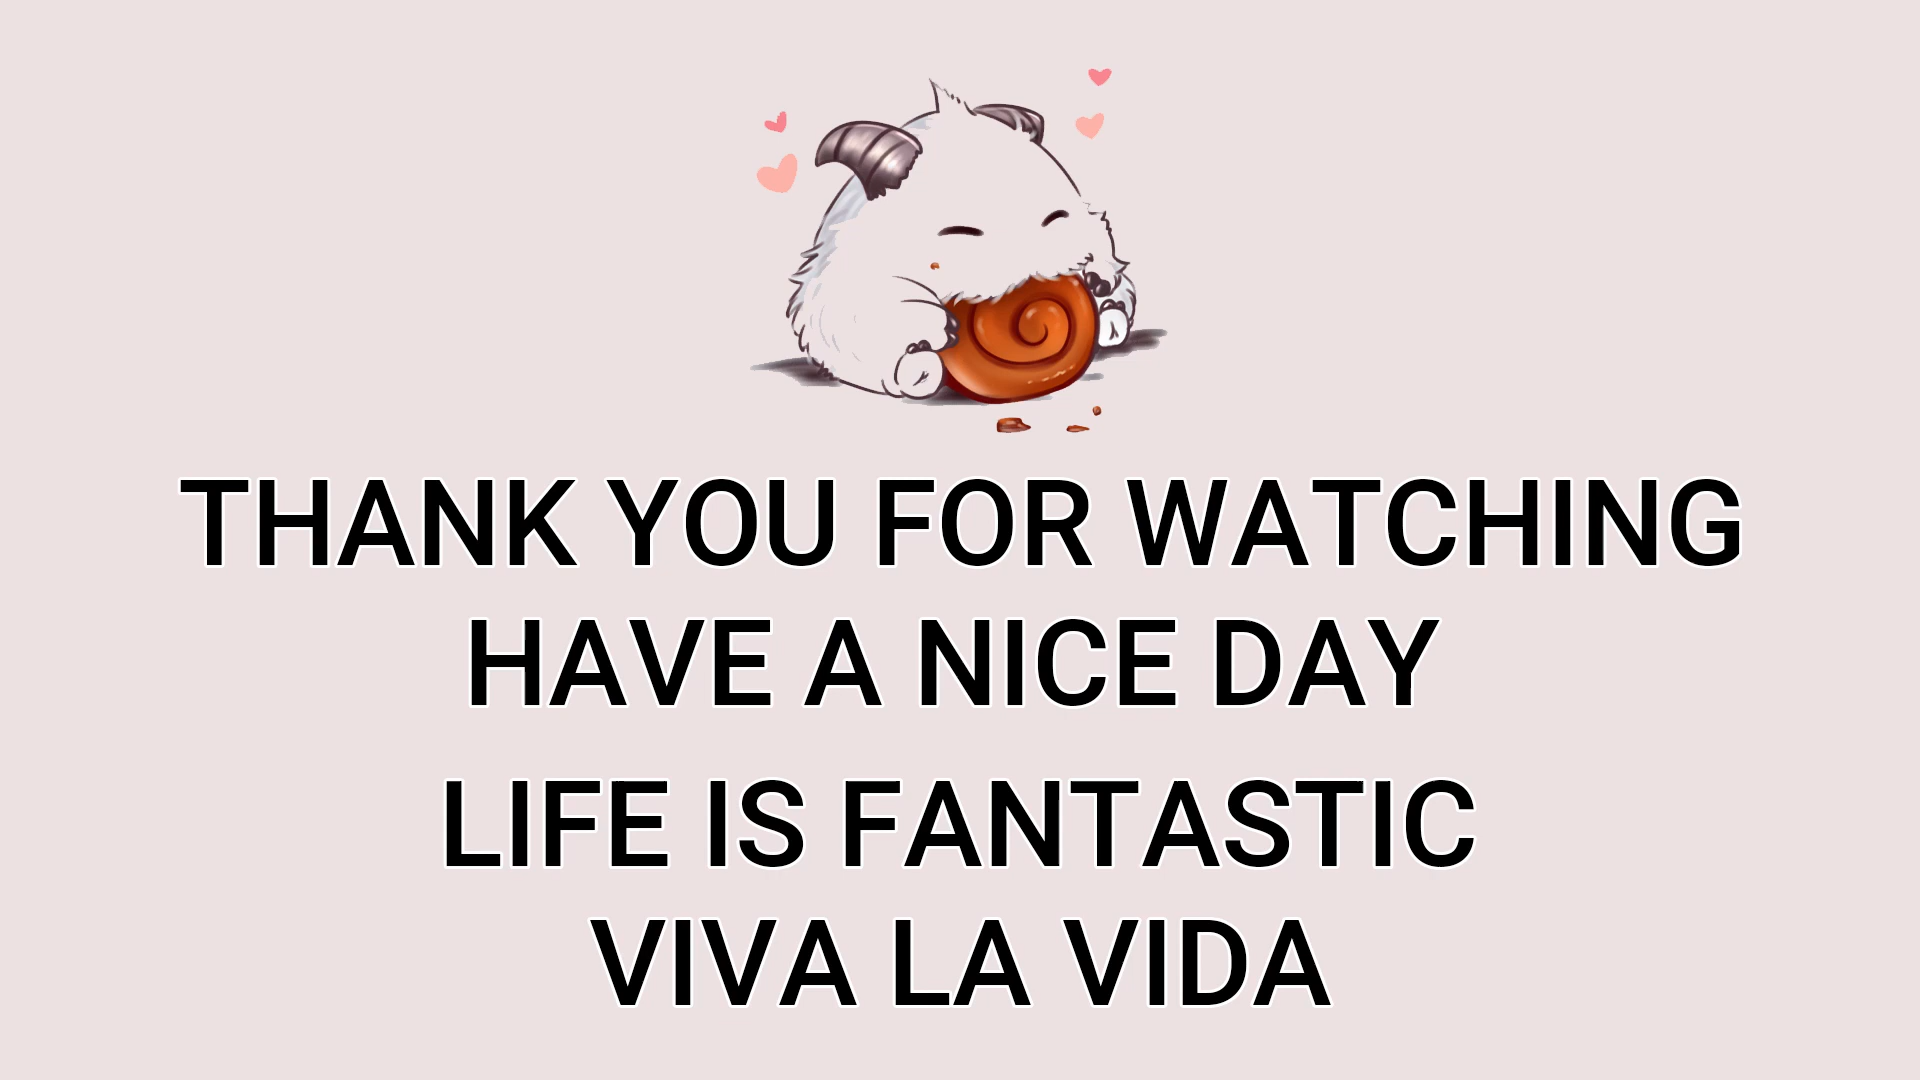 THANK YOU FOR WATCHING
HAVE A NICE DAY
LIFE IS FANTASTIC
VIVA LA VIDA